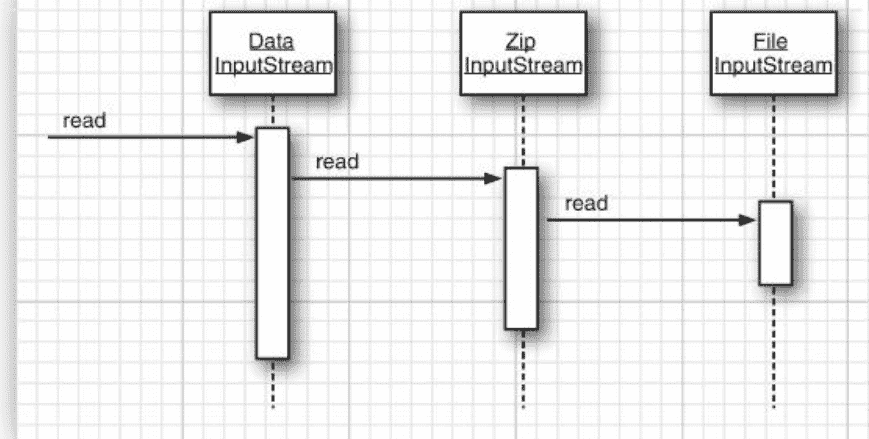 Data
InputStream
Zip
InputStream
File
InputStream
read
read
read